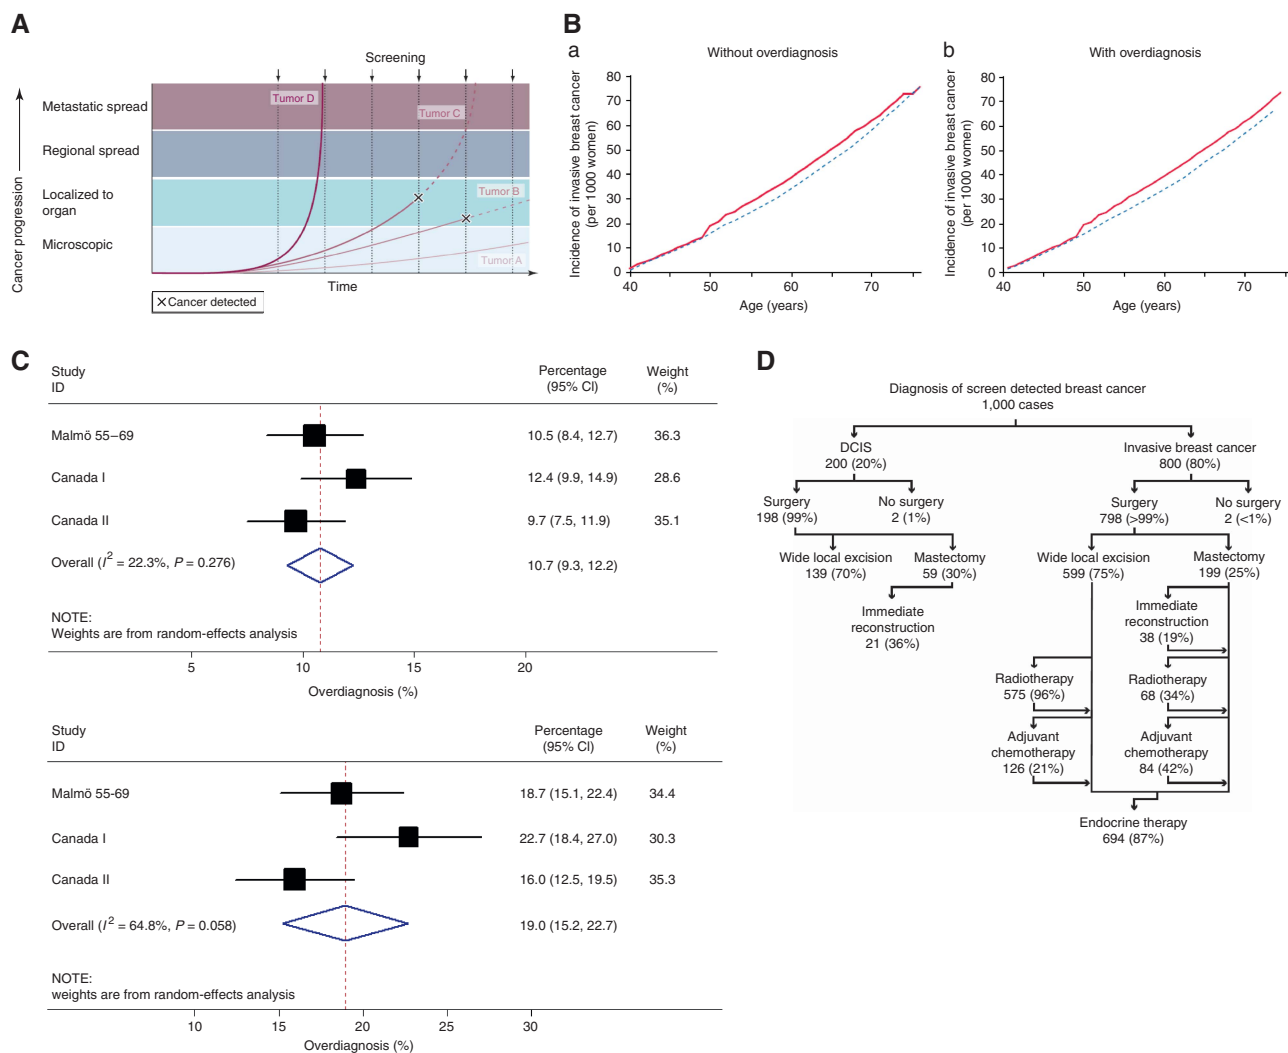 A
Screening
Metastatic spread
Regional spread
Localized to
organ
Microscopic
Cancer progression
Tumor D
Tumor C
Tumor B
Tumor A
Time
×Cancer detected
B
a
Without overdiagnosis
Incidence of invasive breast cancer
(per 1000 women)
80
70
60
50
40
30
20
10
0
40 50 60 70
Age (years)
b
With overdiagnosis
Incidence of invasive breast cancer
(per 1000 women)
80
70
60
50
40
30
20
10
0
40 50 60 70
Age (years)
C
Study Percentage Weight
ID (95% CI) (%)
Malmö 55–69 10.5 (8.4, 12.7) 36.3
Canada I 12.4 (9.9, 14.9) 28.6
Canada II 9.7 (7.5, 11.9) 35.1
Overall (I² = 22.3%, P = 0.276) 10.7 (9.3, 12.2)
NOTE:
Weights are from random-effects analysis
5 10 15 20
Overdiagnosis (%)
Study Percentage Weight
ID (95% CI) (%)
Malmö 55-69 18.7 (15.1, 22.4) 34.4
Canada I 22.7 (18.4, 27.0) 30.3
Canada II 16.0 (12.5, 19.5) 35.3
Overall (I² = 64.8%, P = 0.058) 19.0 (15.2, 22.7)
NOTE:
weights are from random-effects analysis
10 15 20 25 30
Overdiagnosis (%)
D
Diagnosis of screen detected breast cancer
1,000 cases
DCIS Invasive breast cancer
200 (20%) 800 (80%)
Surgery No surgery Surgery No surgery
198 (99%) 2 (1%) 798 (>99%) 2 (<1%)
Wide local excision Mastectomy Wide local excision Mastectomy
139 (70%) 59 (30%) 599 (75%) 199 (25%)
Immediate
reconstruction
21 (36%)
Immediate
reconstruction
38 (19%)
Radiotherapy Radiotherapy
575 (96%) 68 (34%)
Adjuvant Adjuvant
chemotherapy chemotherapy
126 (21%) 84 (42%)
Endocrine therapy
694 (87%)